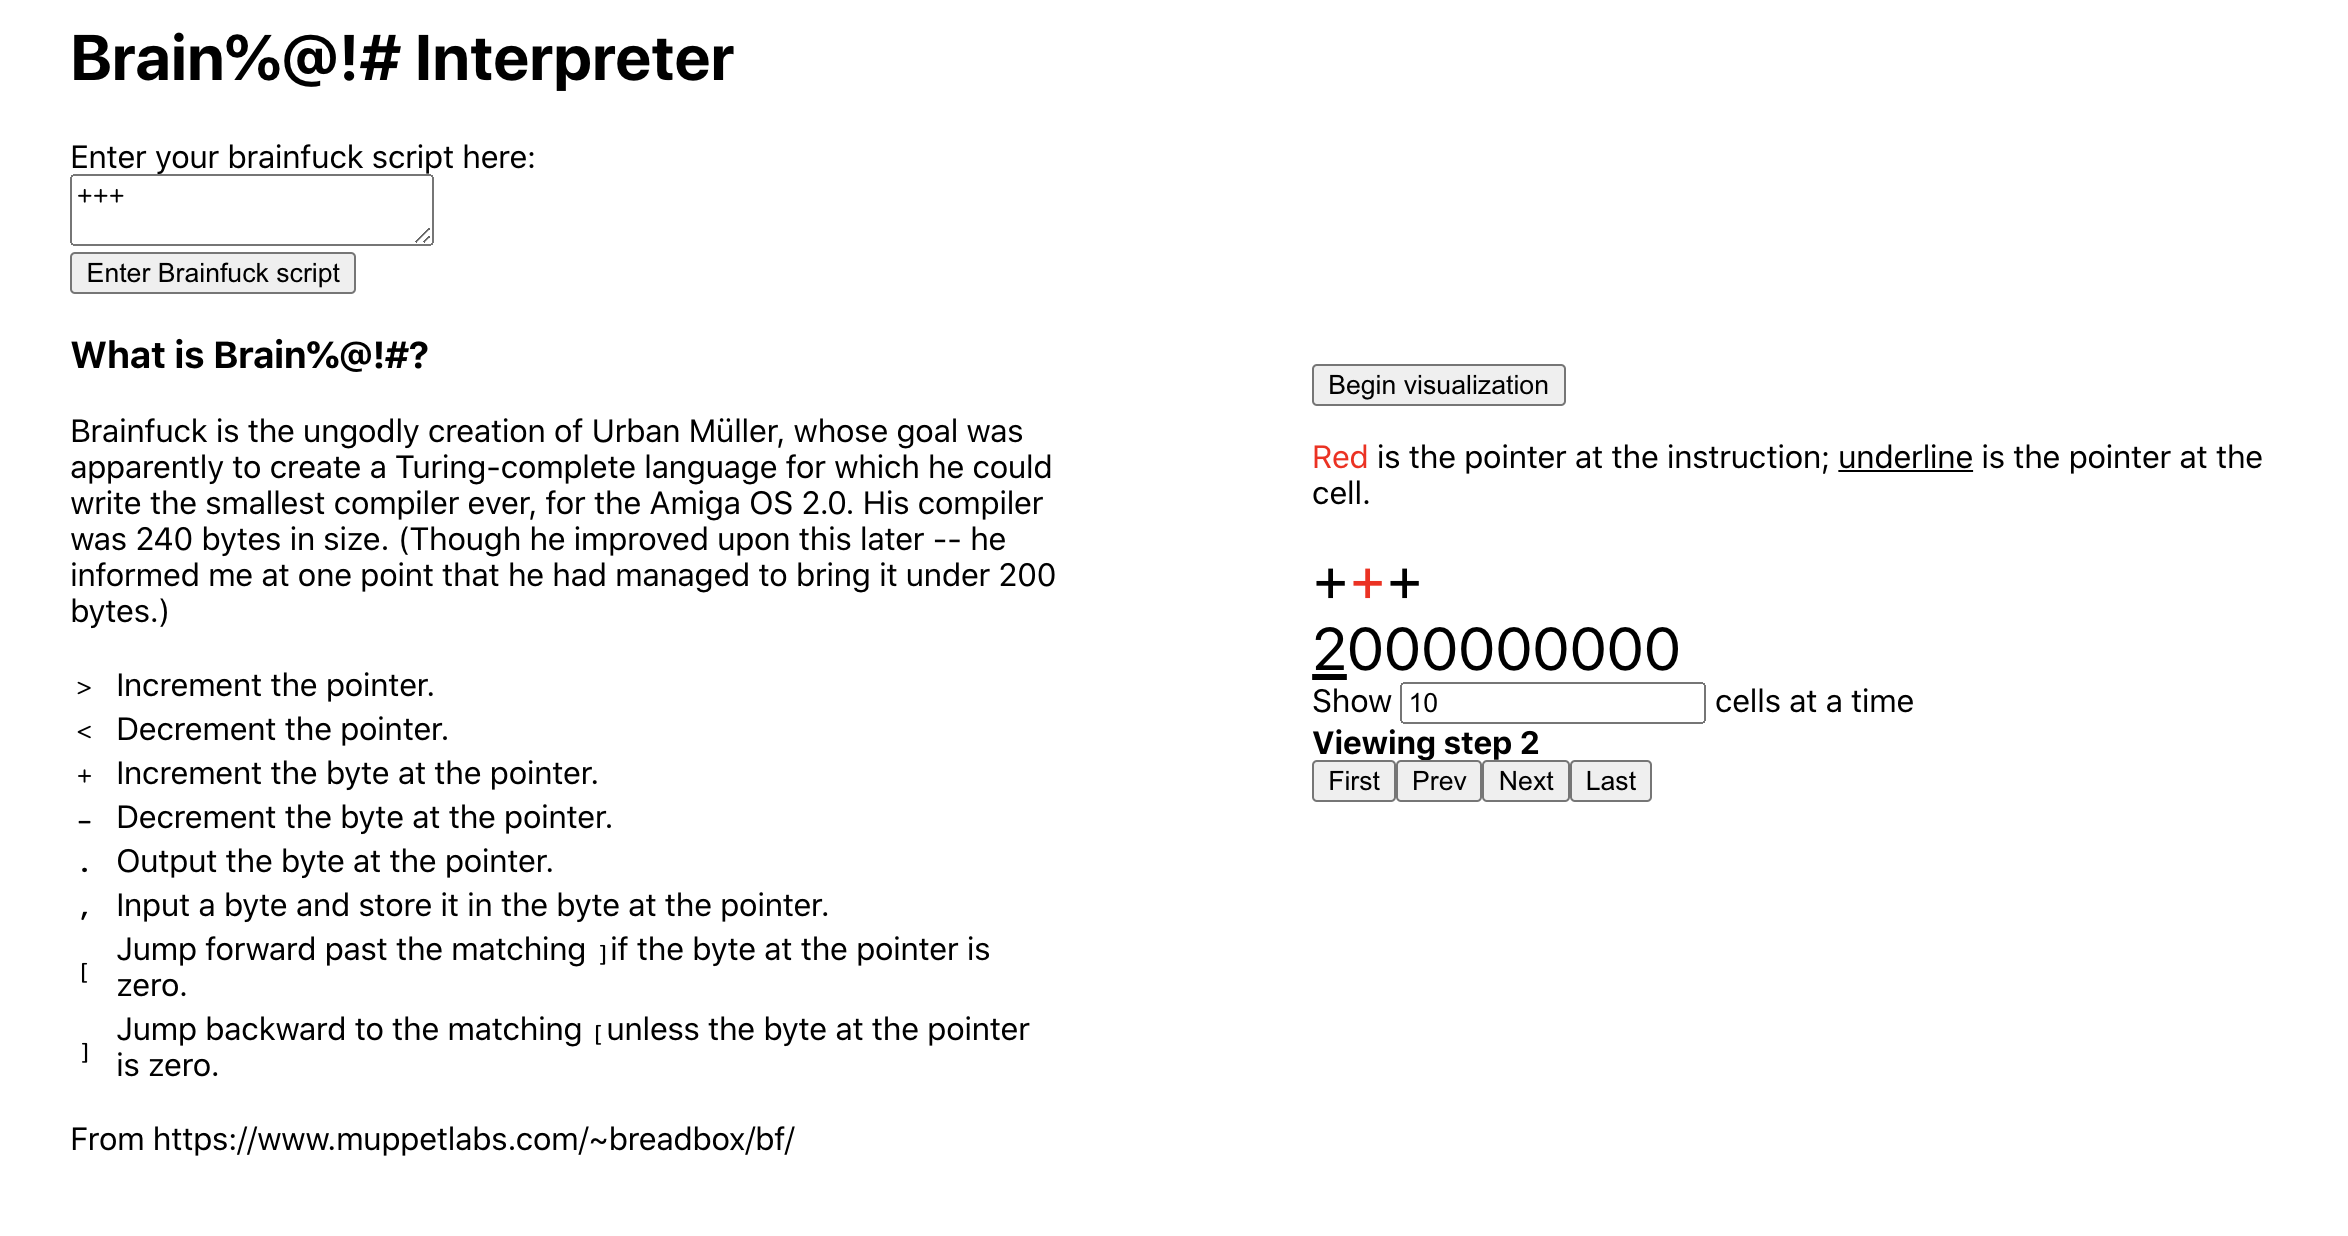 Brain%@!# Interpreter
Enter your brainfuck script here:
+++
Enter Brainfuck script
What is Brain%@!#?
Brainfuck is the ungodly creation of Urban Müller, whose goal was
apparently to create a Turing-complete language for which he could
write the smallest compiler ever, for the Amiga OS 2.0. His compiler
was 240 bytes in size. (Though he improved upon this later -- he
informed me at one point that he had managed to bring it under 200
bytes.)
> Increment the pointer.
< Decrement the pointer.
+ Increment the byte at the pointer.
- Decrement the byte at the pointer.
. Output the byte at the pointer.
, Input a byte and store it in the byte at the pointer.
[ Jump forward past the matching ]if the byte at the pointer is
zero.
] Jump backward to the matching [unless the byte at the pointer
is zero.
From https://www.muppetlabs.com/~breadbox/bf/
Begin visualization
Red is the pointer at the instruction; underline is the pointer at the
cell.
+++
2000000000
Show 10 cells at a time
Viewing step 2
First Prev Next Last